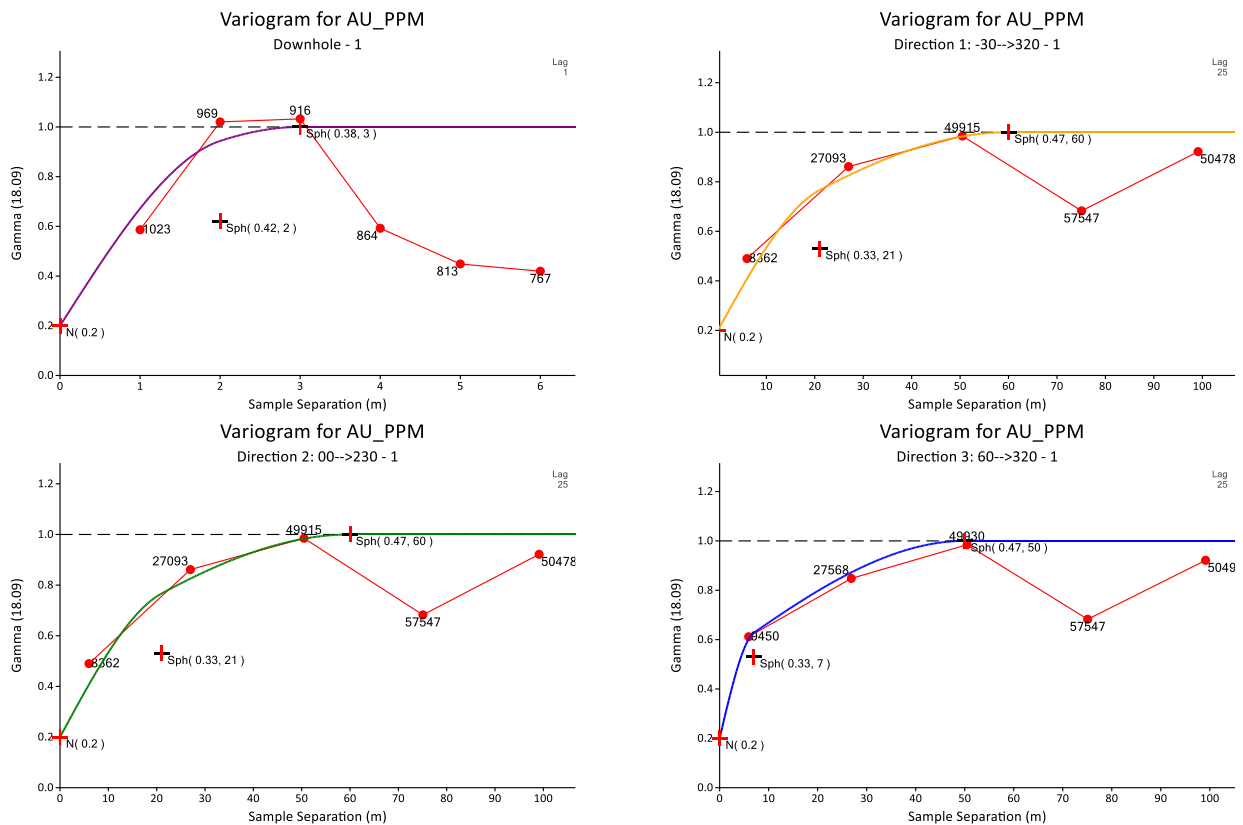 Variogram for AU_PPM
Downhole - 1
Lag
1
1.2
1.0
0.8
0.6
0.4
0.2
0.0
Gamma (18.09)
969
916
Sph( 0.38, 3 )
1023
Sph( 0.42, 2 )
864
813
767
N( 0.2 )
0 1 2 3 4 5 6
Sample Separation (m)
Variogram for AU_PPM
Direction 1: -30-->320 - 1
Lag
25
1.2
1.0
0.8
0.6
0.4
0.2
Gamma (18.09)
49915
Sph( 0.47, 60 )
27093
50478
57547
8362
Sph( 0.33, 21 )
N( 0.2 )
10 20 30 40 50 60 70 80 90 100
Sample Separation (m)
Variogram for AU_PPM
Direction 2: 00-->230 - 1
Lag
25
1.2
1.0
0.8
0.6
0.4
0.2
0.0
Gamma (18.09)
49915
Sph( 0.47, 60 )
27093
50478
57547
8362
Sph( 0.33, 21 )
N( 0.2 )
0 10 20 30 40 50 60 70 80 90 100
Sample Separation (m)
Variogram for AU_PPM
Direction 3: 60-->320 - 1
Lag
25
1.2
1.0
0.8
0.6
0.4
0.2
0.0
Gamma (18.09)
49930
Sph( 0.47, 50 )
27568
5049
57547
9450
Sph( 0.33, 7 )
N( 0.2 )
0 10 20 30 40 50 60 70 80 90 100
Sample Separation (m)